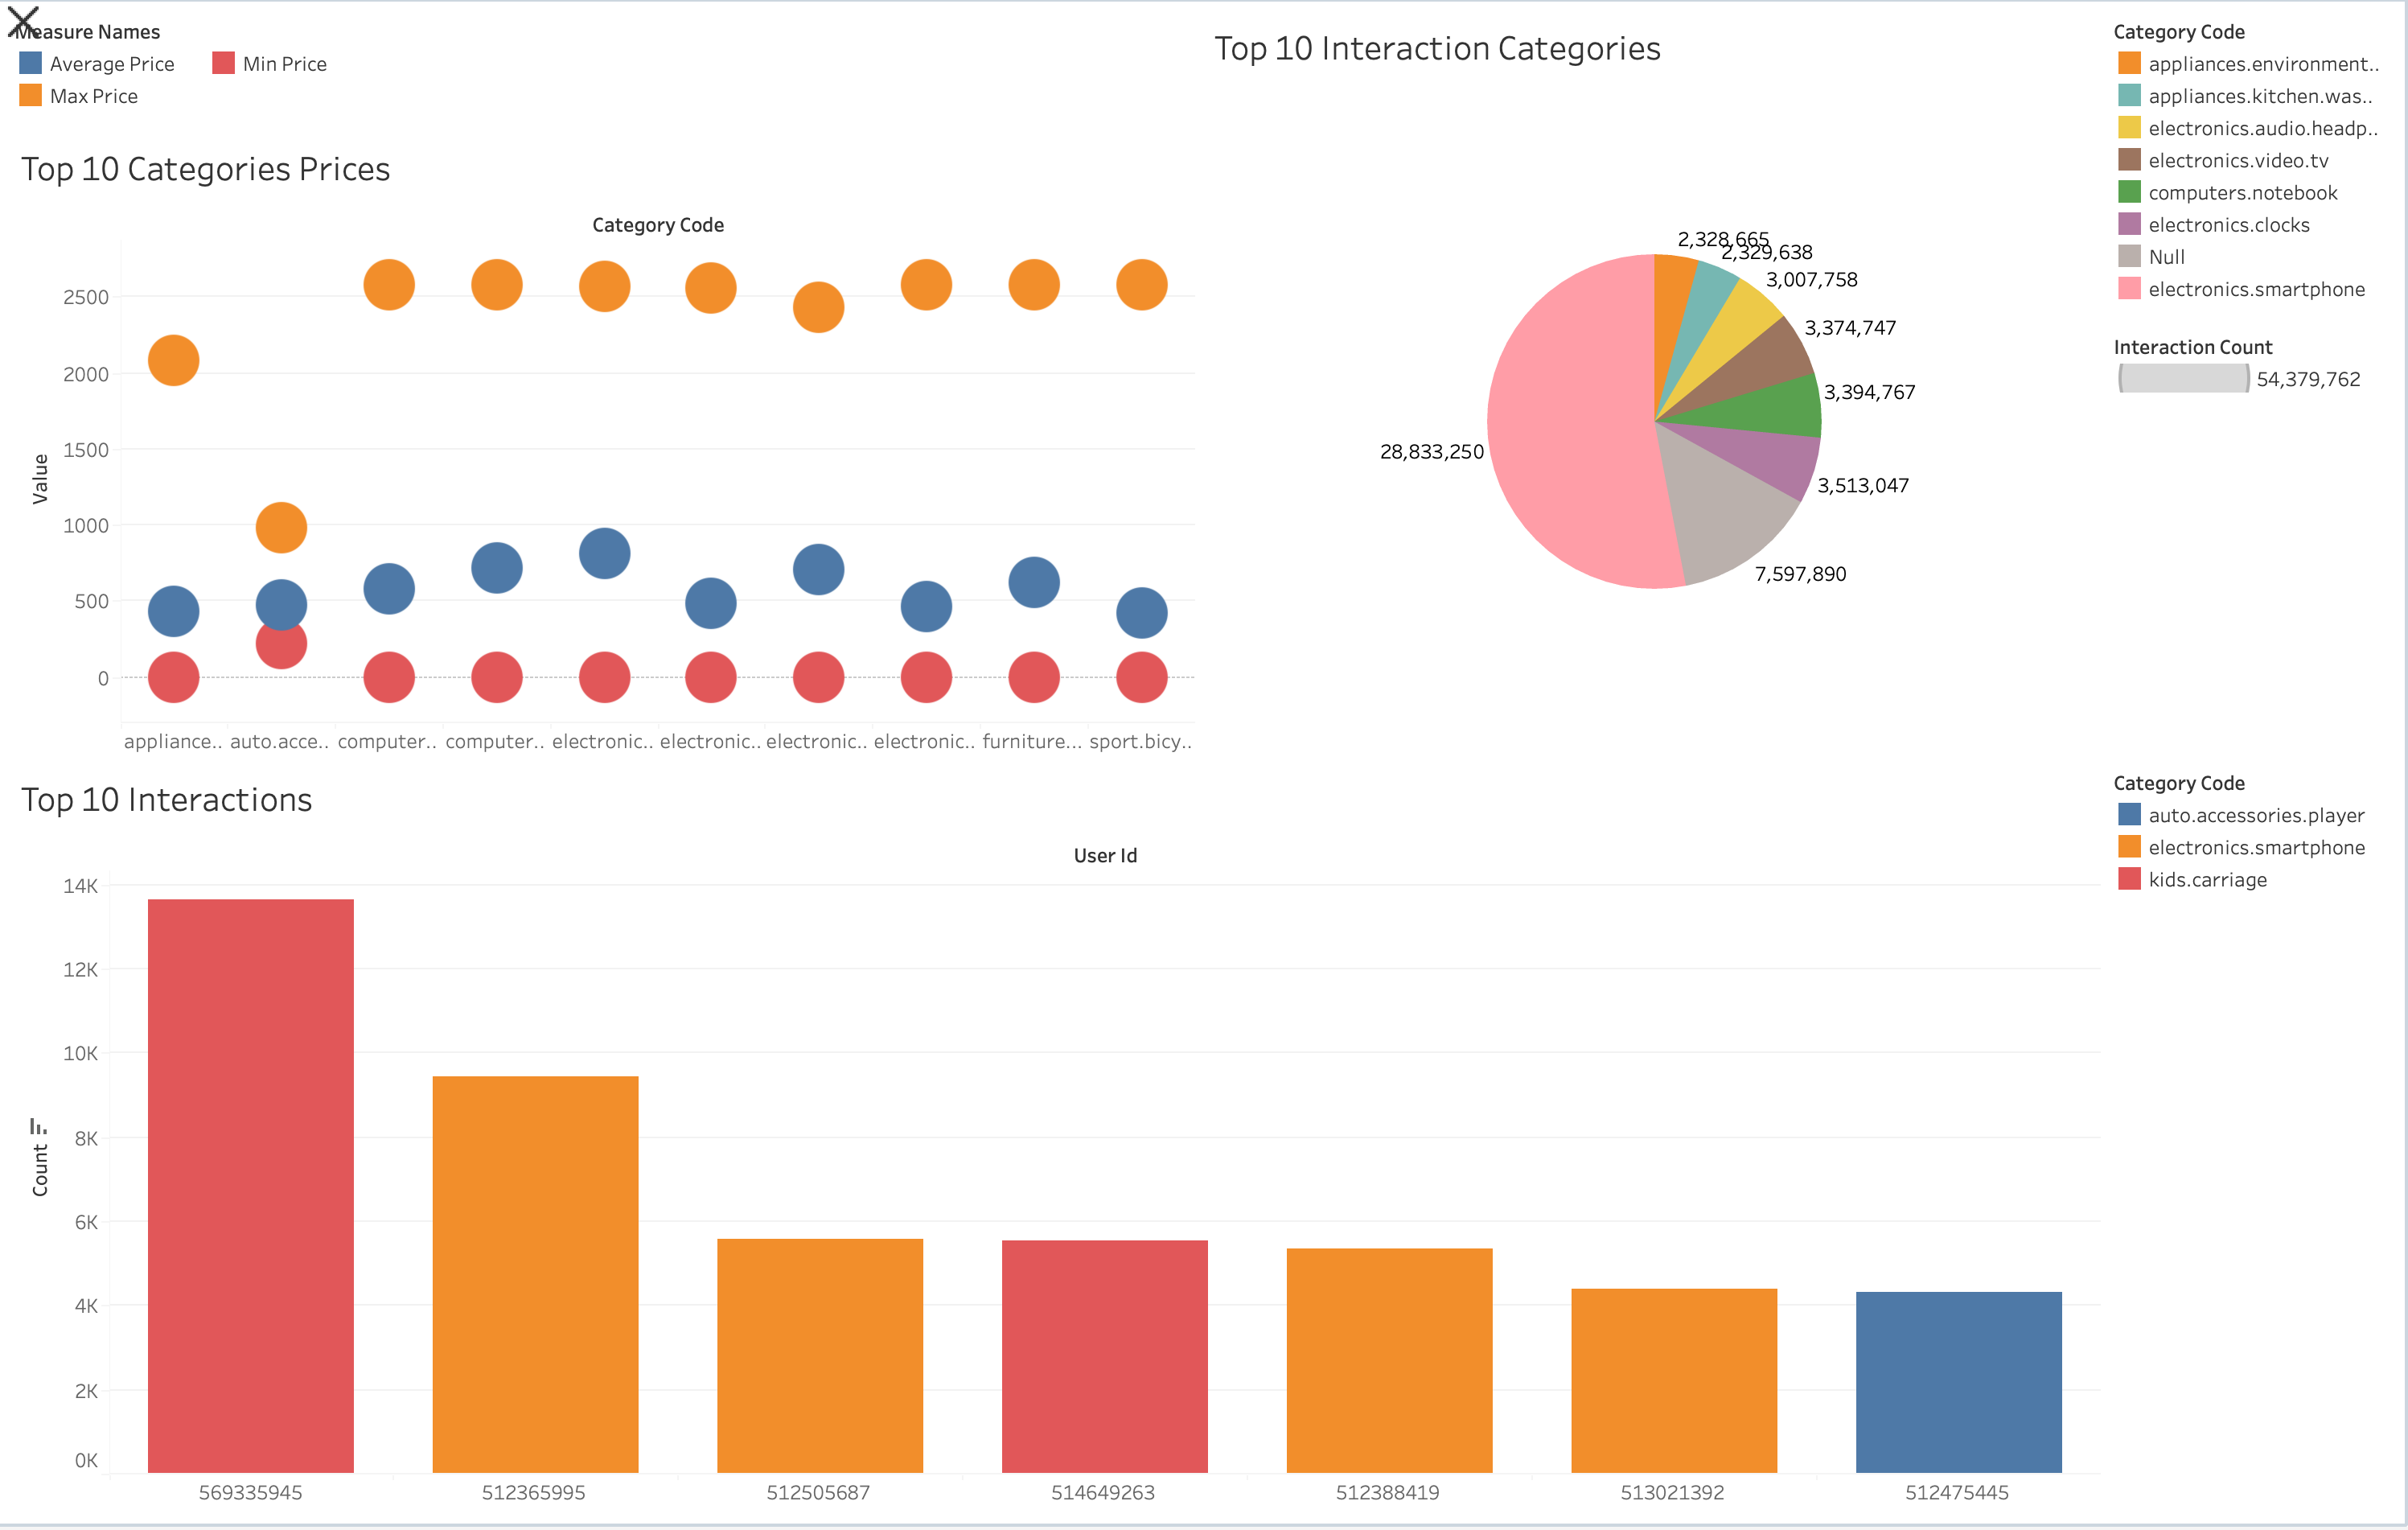 Measure Names
Average Price
Min Price
Max Price
Top 10 Categories Prices
Category Code
Value
2500
2000
1500
1000
500
0
appliance.. auto.acce.. computer.. computer.. electronic.. electronic.. electronic.. electronic.. furniture... sport.bicy..
Top 10 Interaction Categories
2,328,665
2,329,638
3,007,758
3,374,747
3,394,767
3,513,047
7,597,890
28,833,250
Category Code
appliances.environment..
appliances.kitchen.was..
electronics.audio.headp..
electronics.video.tv
computers.notebook
electronics.clocks
Null
electronics.smartphone
Interaction Count
54,379,762
Top 10 Interactions
User Id
Count
14K
12K
10K
8K
6K
4K
2K
0K
569335945 512365995 512505687 514649263 512388419 513021392 512475445
Category Code
auto.accessories.player
electronics.smartphone
kids.carriage